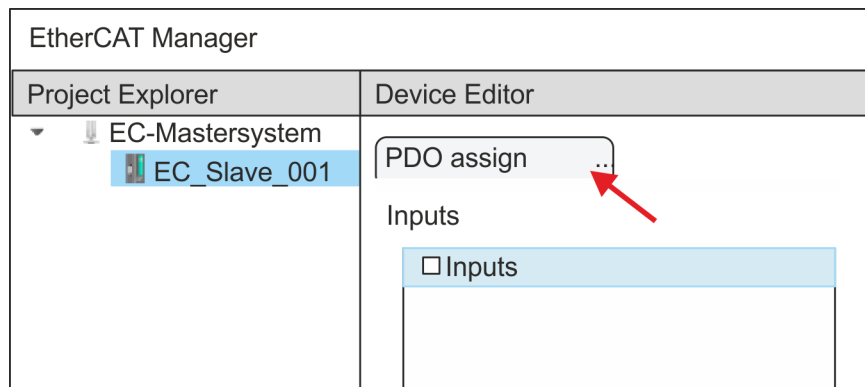 EtherCAT Manager
Project Explorer
Device Editor
EC-Mastersystem
EC_Slave_001
PDO assign ...
Inputs
Inputs